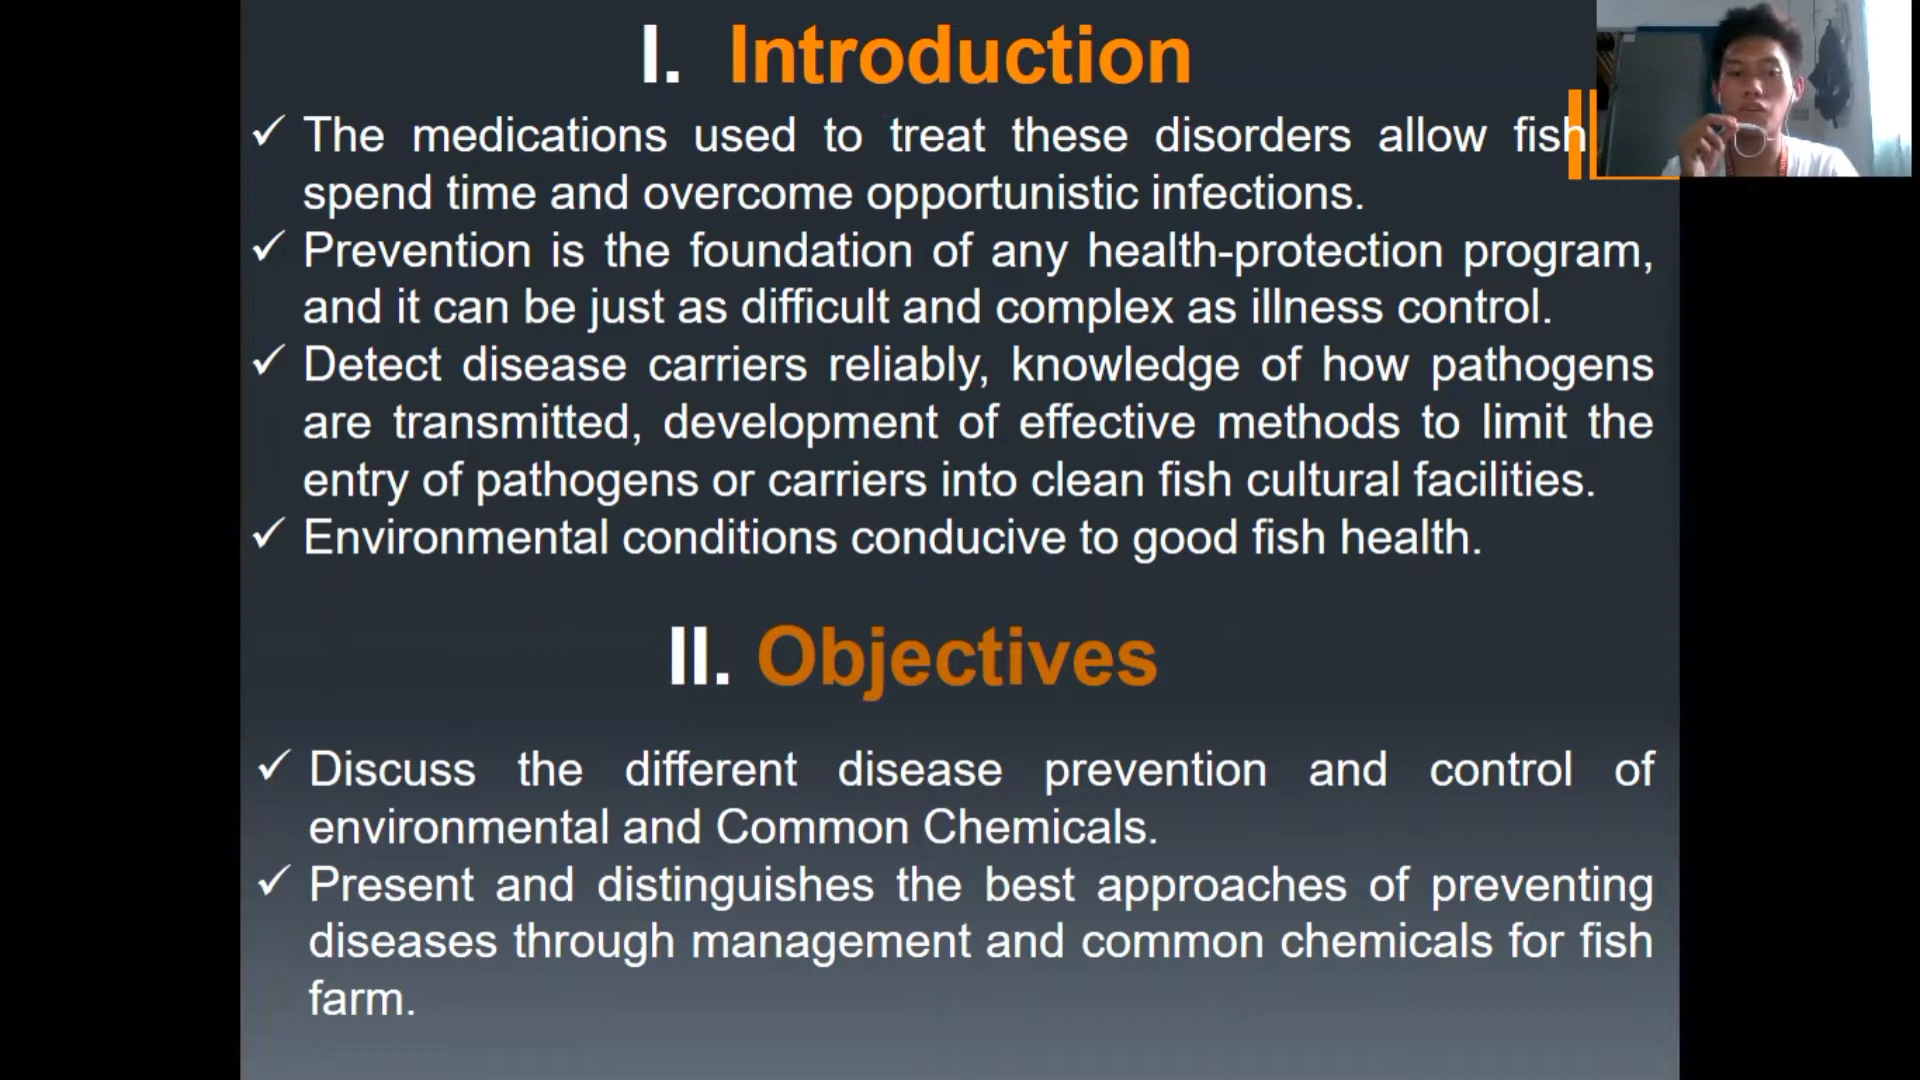 I. Introduction
✓ The medications used to treat these disorders allow fish
spend time and overcome opportunistic infections.
✓ Prevention is the foundation of any health-protection program,
and it can be just as difficult and complex as illness control.
✓ Detect disease carriers reliably, knowledge of how pathogens
are transmitted, development of effective methods to limit the
entry of pathogens or carriers into clean fish cultural facilities.
✓ Environmental conditions conducive to good fish health.
II. Objectives
✓ Discuss the different disease prevention and control of
environmental and Common Chemicals.
✓ Present and distinguishes the best approaches of preventing
diseases through management and common chemicals for fish
farm.